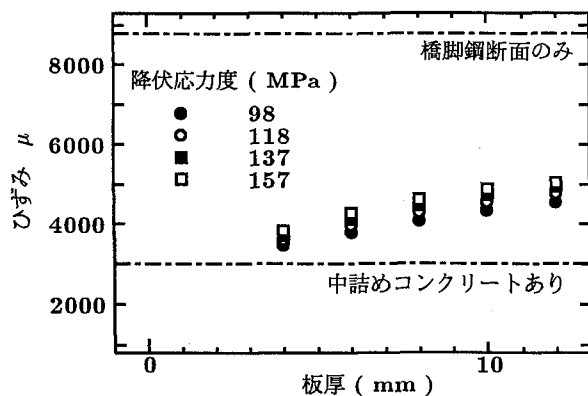 8000
6000
4000
2000
ひずみ μ
橋脚鋼断面のみ
降伏応力度 ( MPa )
98
118
137
157
中詰めコンクリートあり
0
10
板厚 ( mm )